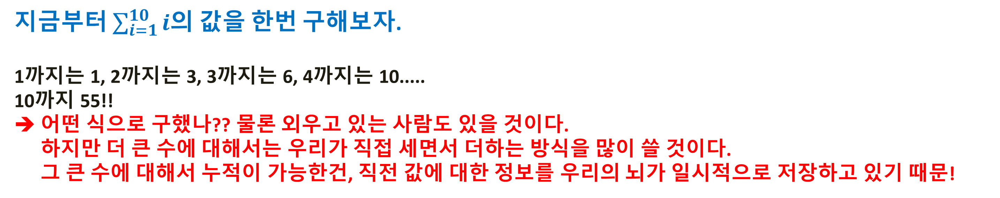 지금부터 $\sum_{i=1}^{10} i$의 값을 한번 구해보자.
1까지는 1, 2까지는 3, 3까지는 6, 4까지는 10.....
10까지 55!!
➔ 어떤 식으로 구했나?? 물론 외우고 있는 사람도 있을 것이다.
하지만 더 큰 수에 대해서는 우리가 직접 세면서 더하는 방식을 많이 쓸 것이다.
그 큰 수에 대해서 누적이 가능한건, 직전 값에 대한 정보를 우리의 뇌가 일시적으로 저장하고 있기 때문!